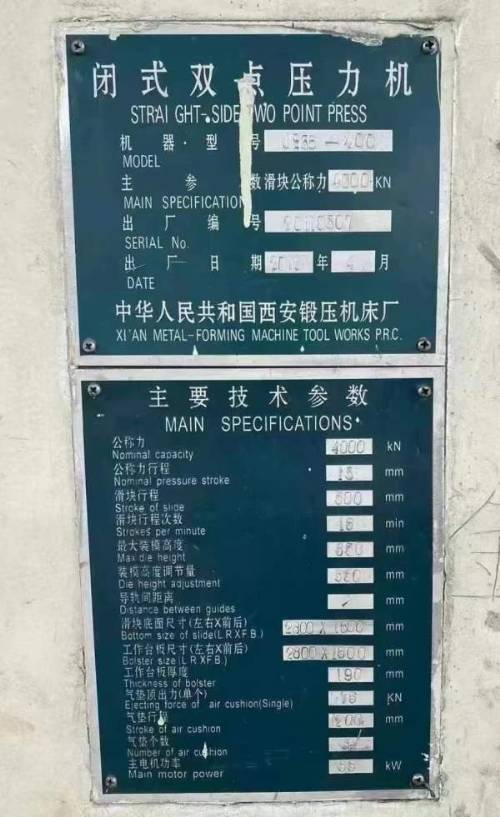 闭式双点压力机
STRAIGHT-SIDE TWO POINT PRESS
机器·型号 -400
MODEL
主参数 滑块公称力 4000 KN
MAIN SPECIFICATION
出厂编号
SERIAL No.
出厂日期 年 4 月
DATE
中华人民共和国西安锻压机床厂
XI'AN METAL-FORMING MACHINE TOOL WORKS P.R.C.
主要技术参数
MAIN SPECIFICATIONS
公称力 4000 kN
Nominal capacity
公称力行程 13 mm
Nominal pressure stroke
滑块行程 mm
Stroke of slide
滑块行程次数 min
Strokes per minute
最大装模高度 mm
Max die height
装模高度调节量 mm
Die height adjustment
导轨间距离 mm
Distance between guides
滑块底面尺寸(左右X前后) mm
Bottom size of slide(L.RXF.B.)
工作台板尺寸(左右X前后) mm
Bolster size(L.RXF.B.)
工作台板厚度 190 mm
Thickness of bolster
气垫顶出力(单个) KN
Ejecting force of air cushion(Single)
气垫行程 mm
Stroke of air cushion
气垫个数
Number of air cushion
主电机功率 kW
Main motor power